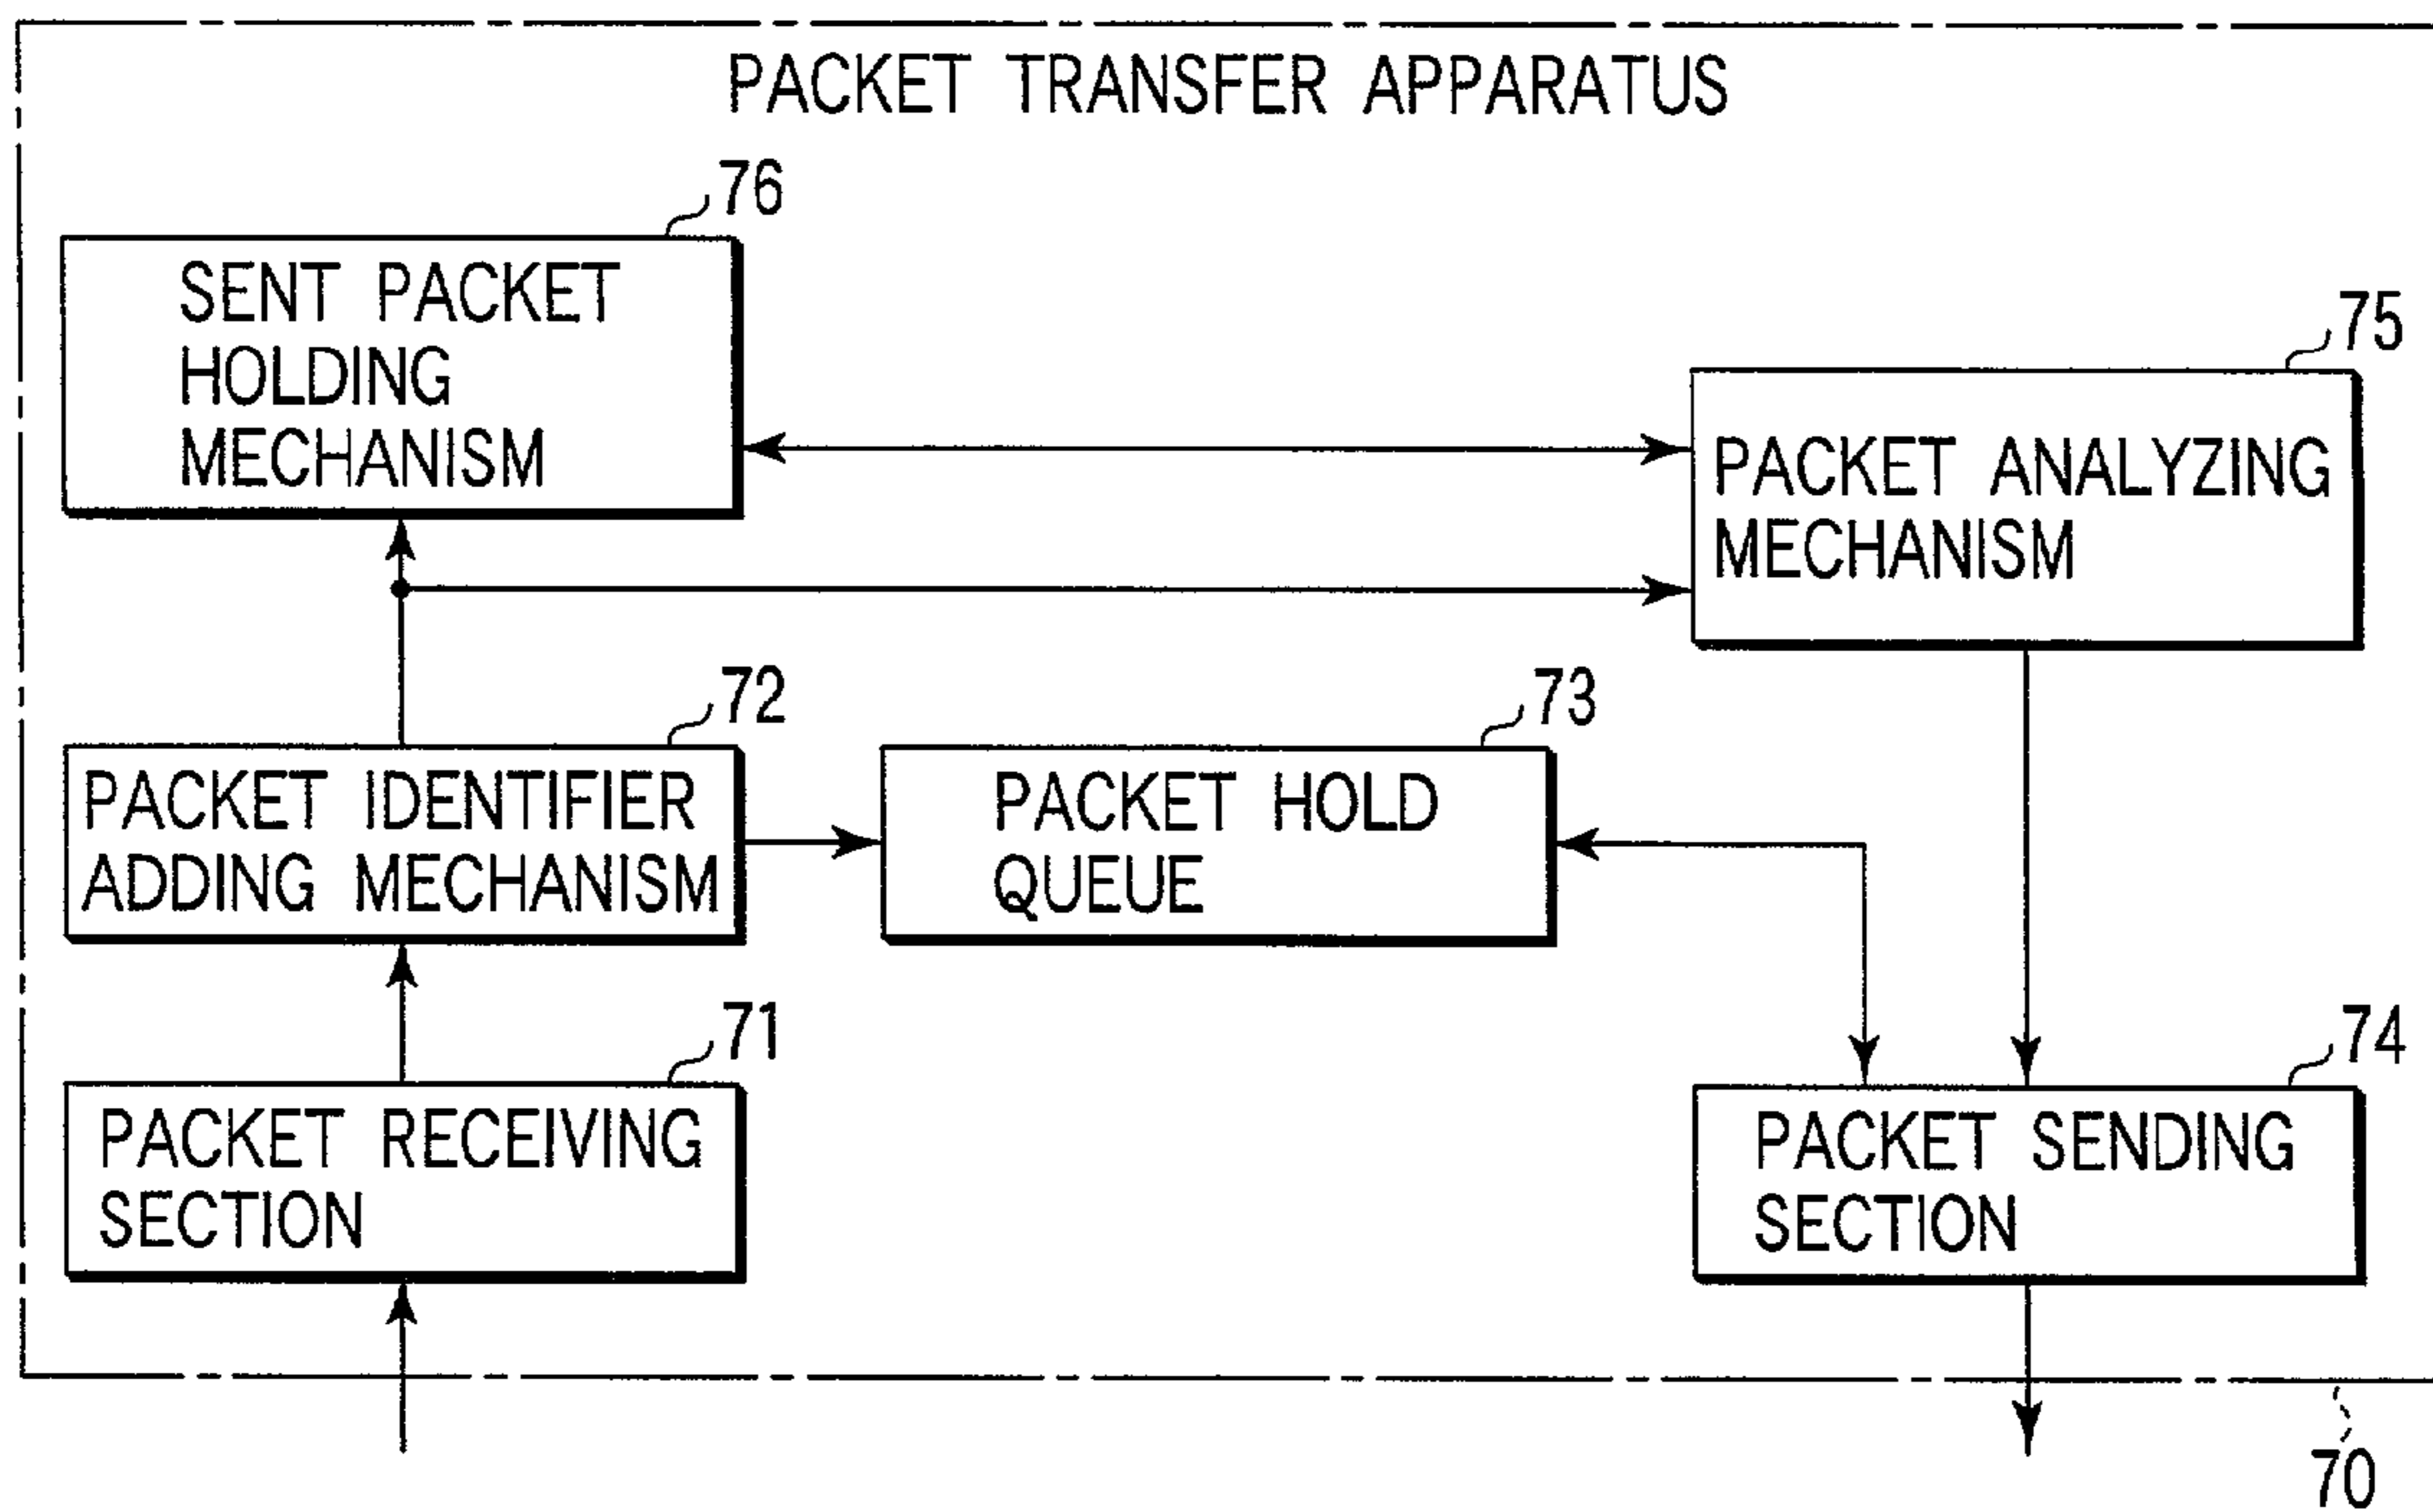 PACKET TRANSFER APPARATUS
76
SENT PACKET
HOLDING
MECHANISM
75
PACKET ANALYZING
MECHANISM
72
PACKET IDENTIFIER
ADDING MECHANISM
73
PACKET HOLD
QUEUE
71
PACKET RECEIVING
SECTION
74
PACKET SENDING
SECTION
70